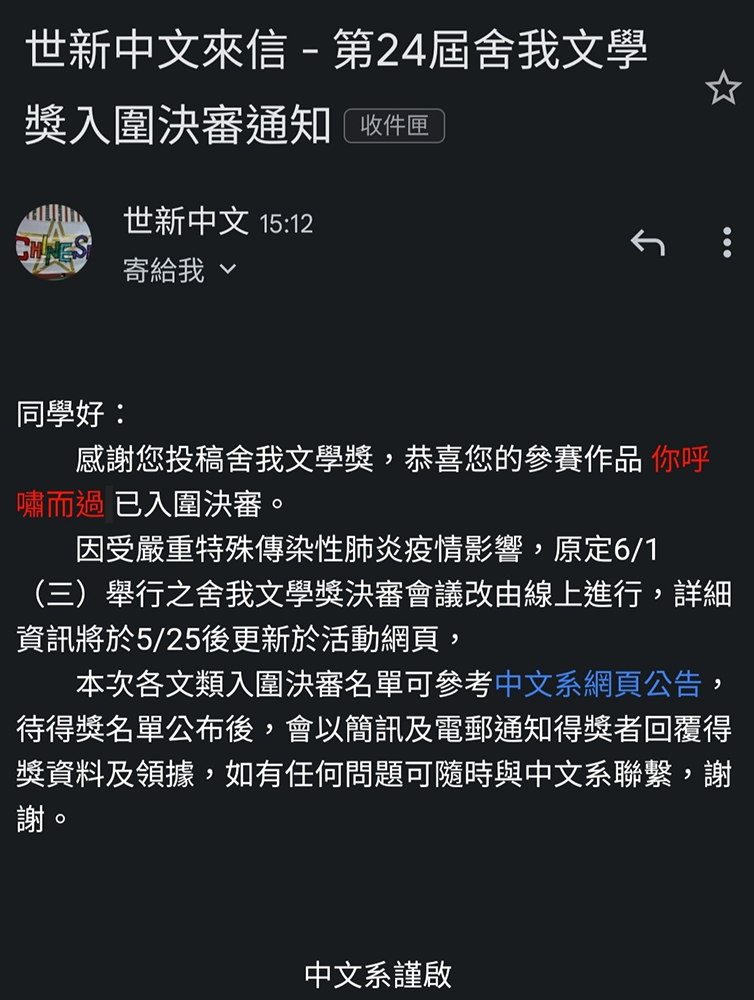 世新中文來信 - 第24屆舍我文學
獎入圍決審通知 收件匣
世新中文 15:12
寄給我
CHINES
同學好：
感謝您投稿舍我文學獎，恭喜您的參賽作品 你呼
嘯而過 已入圍決審。
因受嚴重特殊傳染性肺炎疫情影響，原定6/1
（三）舉行之舍我文學獎決審會議改由線上進行，詳細
資訊將於5/25後更新於活動網頁，
本次各文類入圍決審名單可參考中文系網頁公告，
待得獎名單公布後，會以簡訊及電郵通知得獎者回覆得
獎資料及領據，如有任何問題可隨時與中文系聯繫，謝
謝。
中文系謹啟